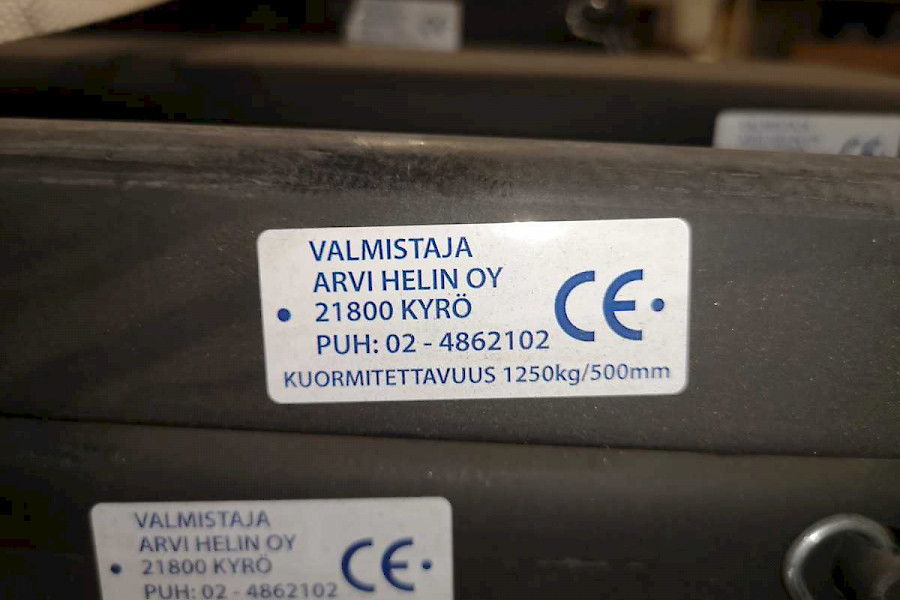 VALMISTAJA
ARVI HELIN OY
21800 KYRÖ
PUH: 02 - 4862102
KUORMITETTAVUUS 1250kg/500mm
CE
VALMISTAJA
ARVI HELIN OY
21800 KYRÖ
PUH: 02 - 4862102
CE